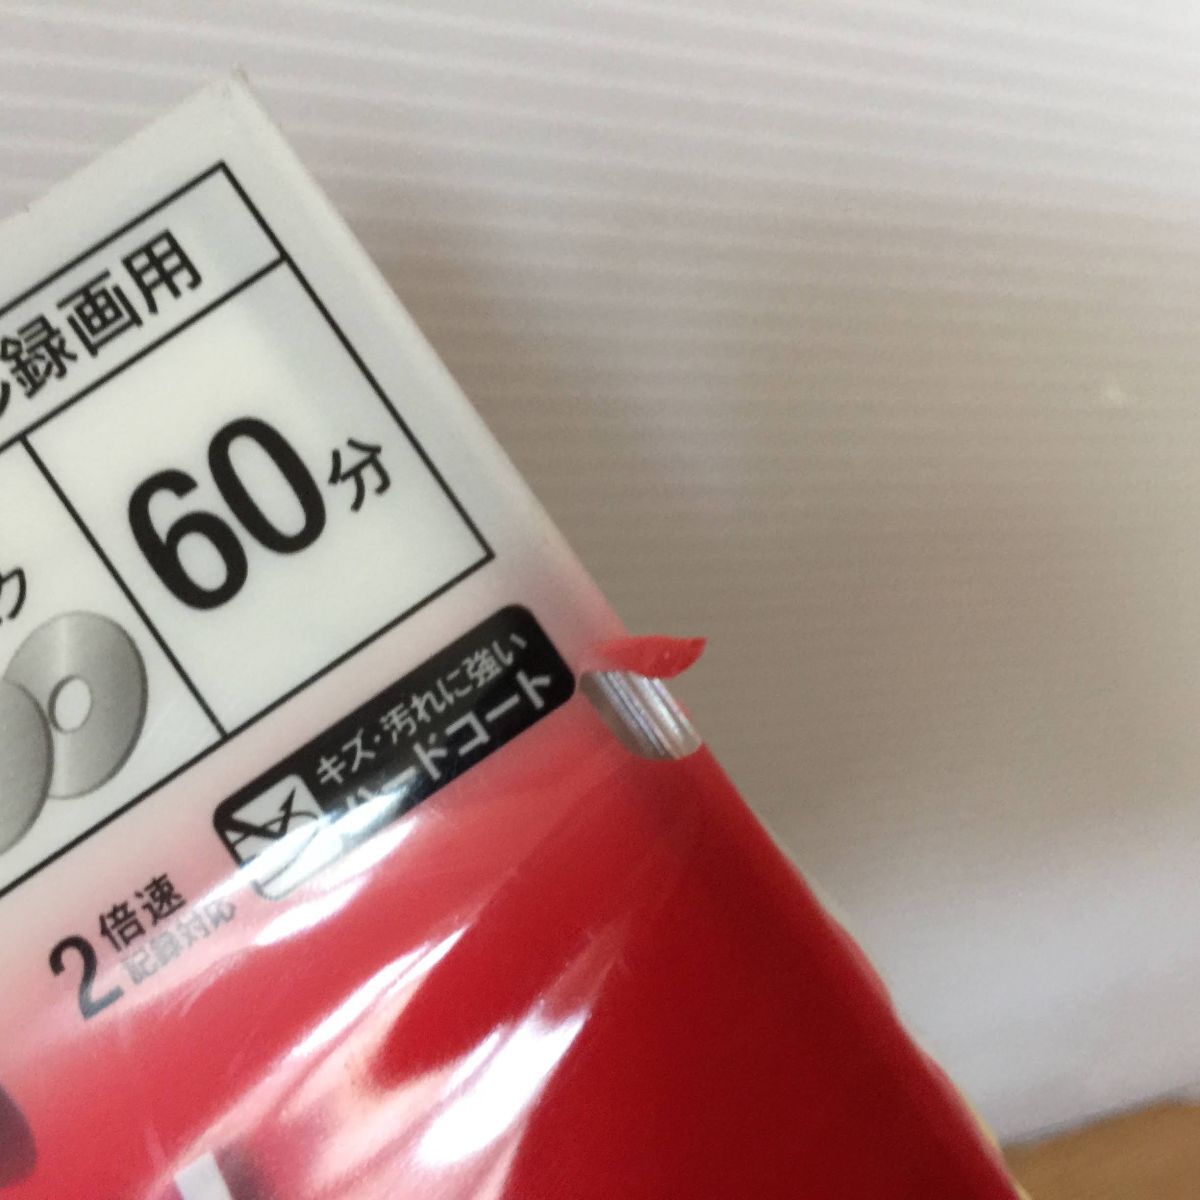 録画用
60分
キズ・汚れに強い
ハードコート
2倍速
記録対応